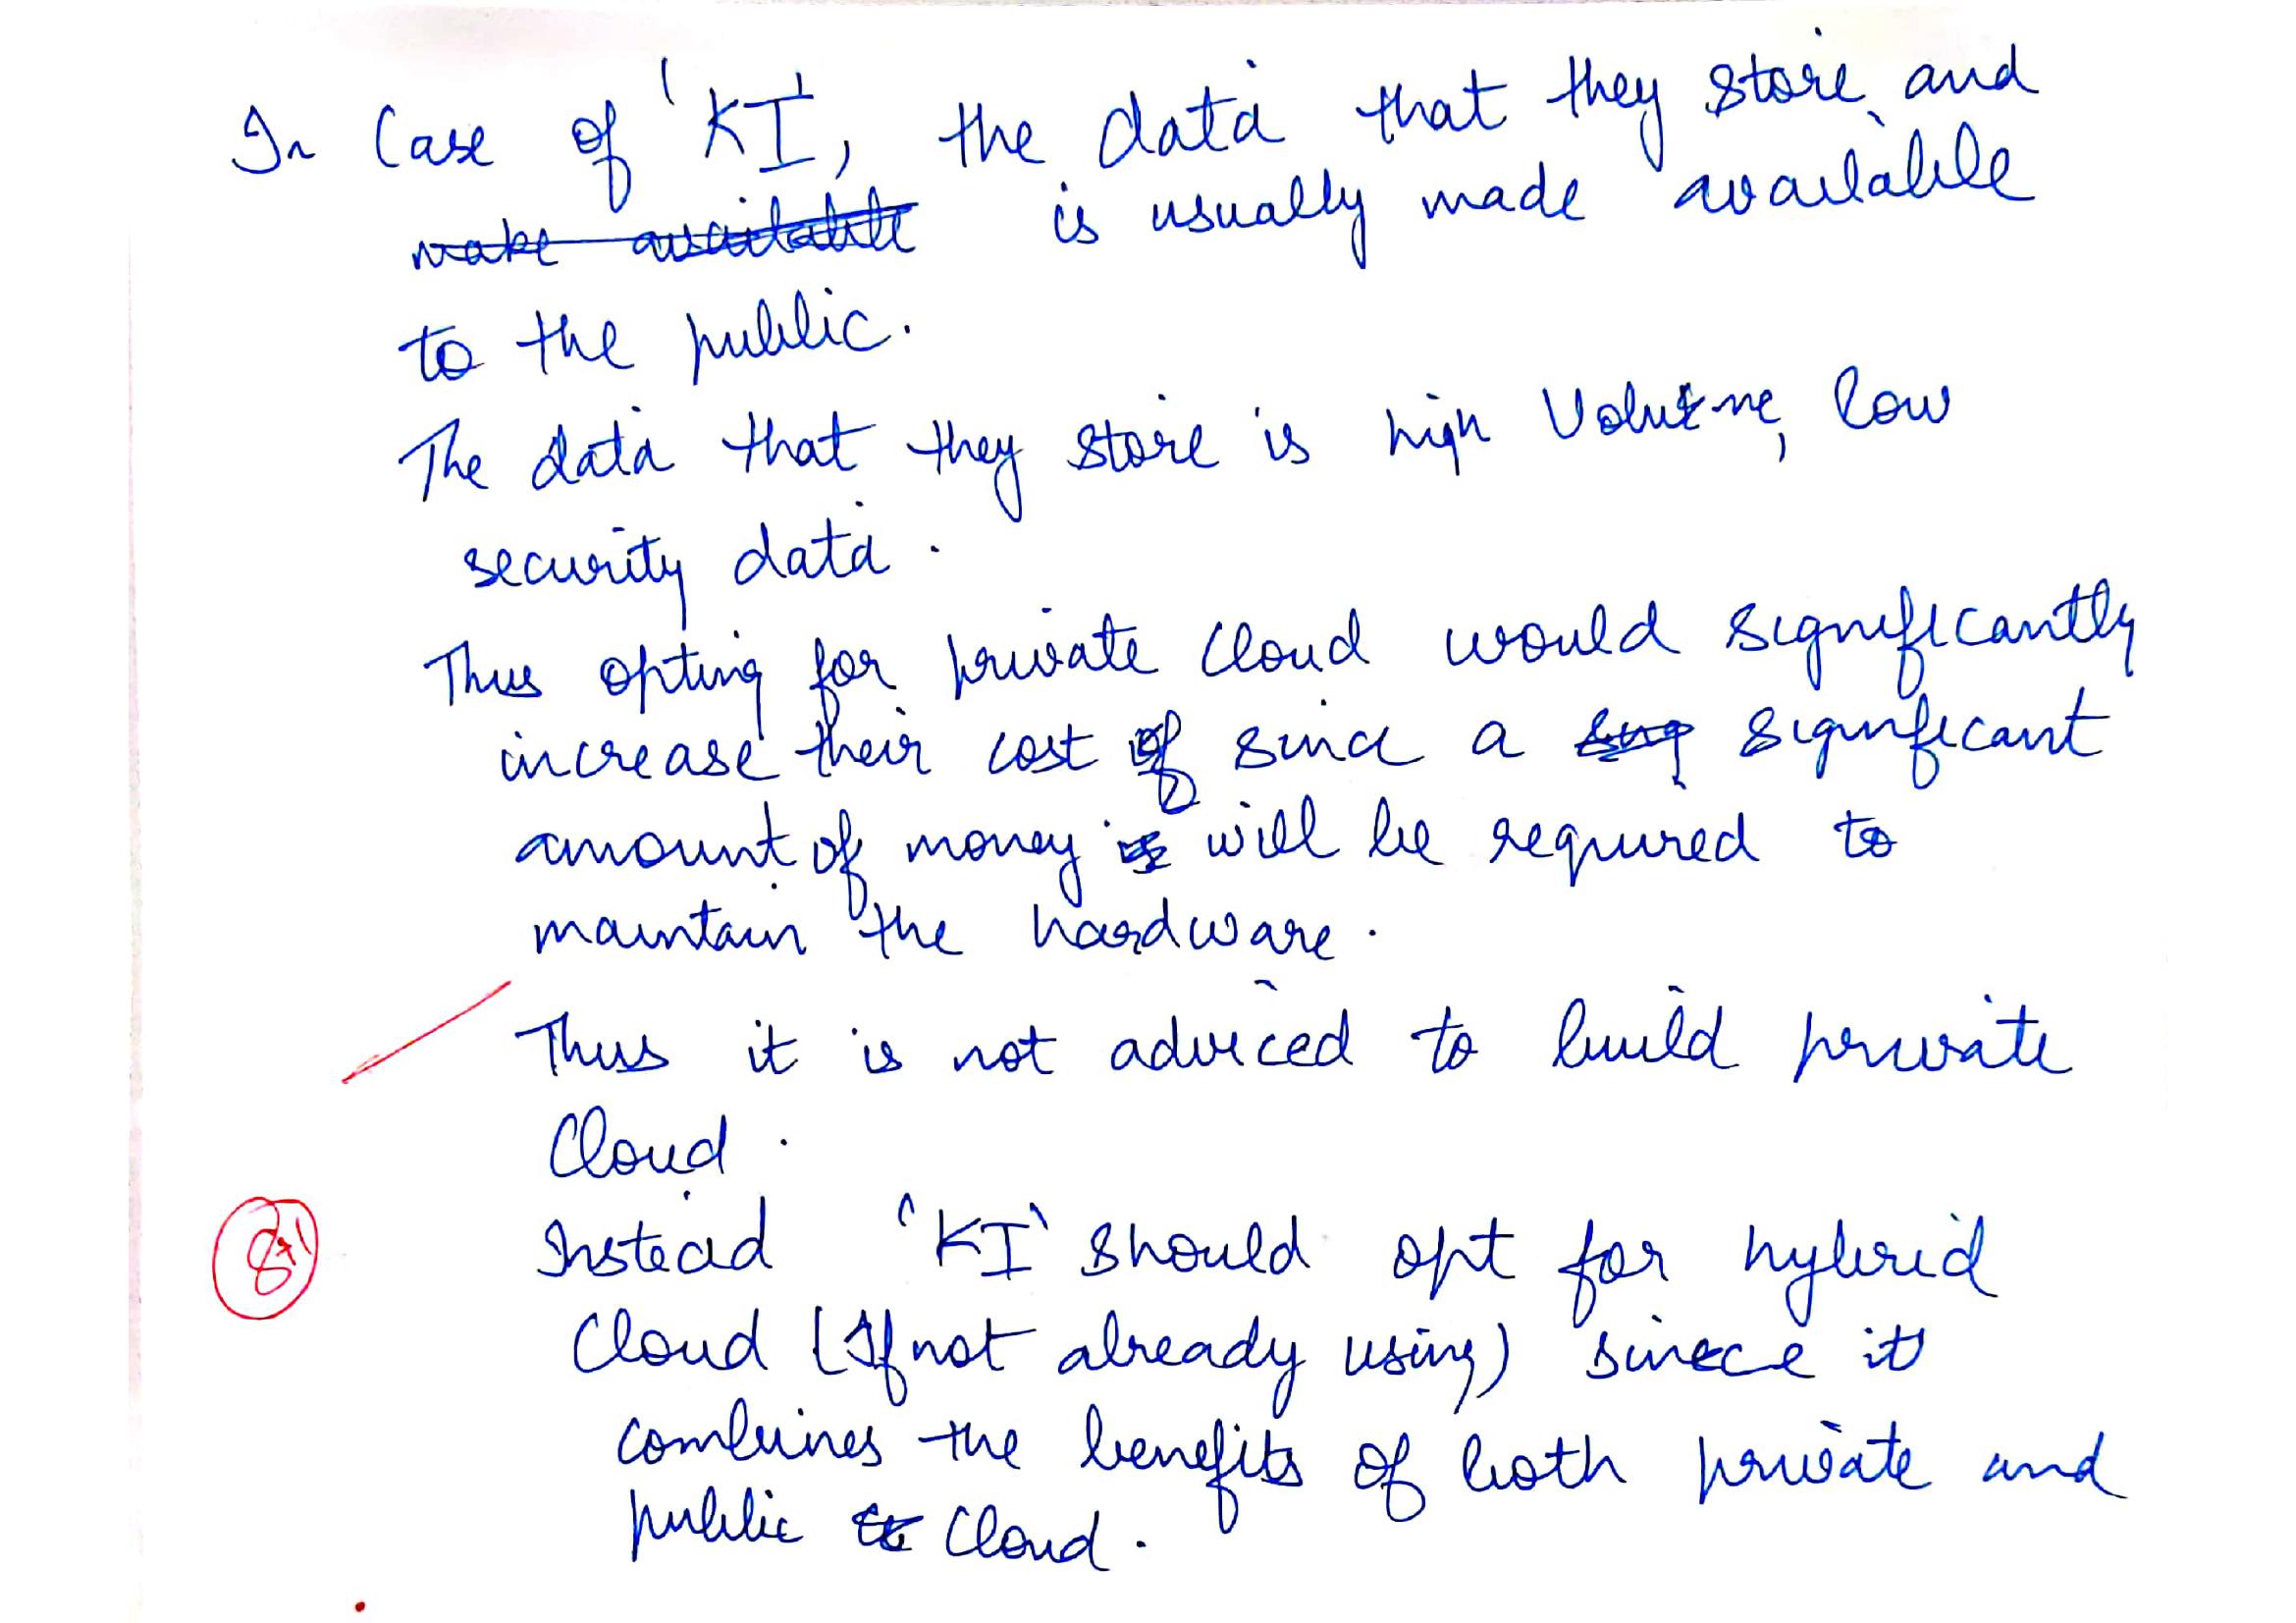 In Case of 'KI', the data that they store and
make available is usually made available
to the public.
The data that they store is high Volume, low
security data.
Thus opting for private Cloud would significantly
increase their cost of since a sing significant
amount of money is will be required to
maintain the hardware.
Thus it is not adviced to build private
Cloud.
Instead 'KI' should opt for hybrid
Cloud (If not already using) since it
combines the benefits of both private and
public Cloud.